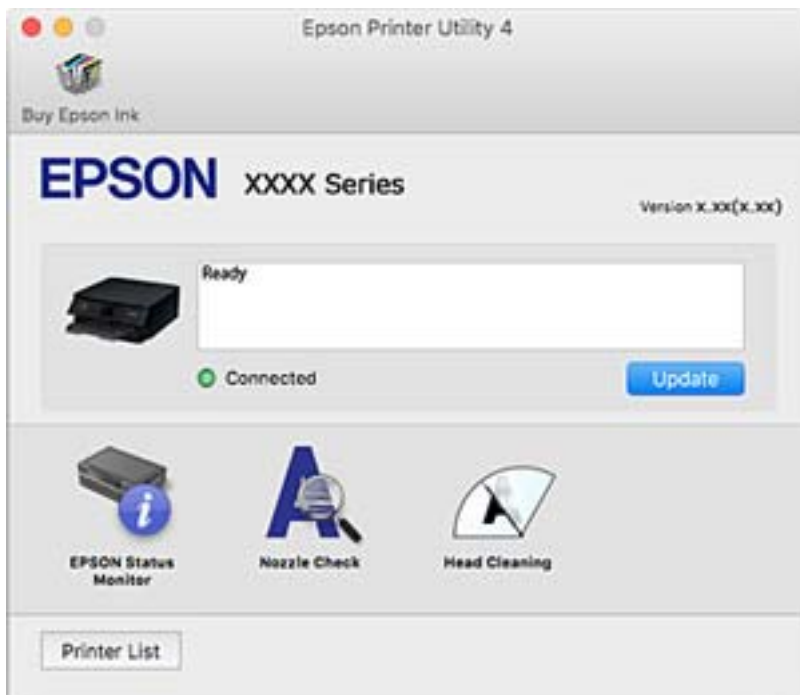 Epson Printer Utility 4
Buy Epson Ink
EPSON XXXX Series
Version X.XX(X.XX)
Ready
Connected
Update
EPSON Status
Monitor
Nozzle Check
Head Cleaning
Printer List